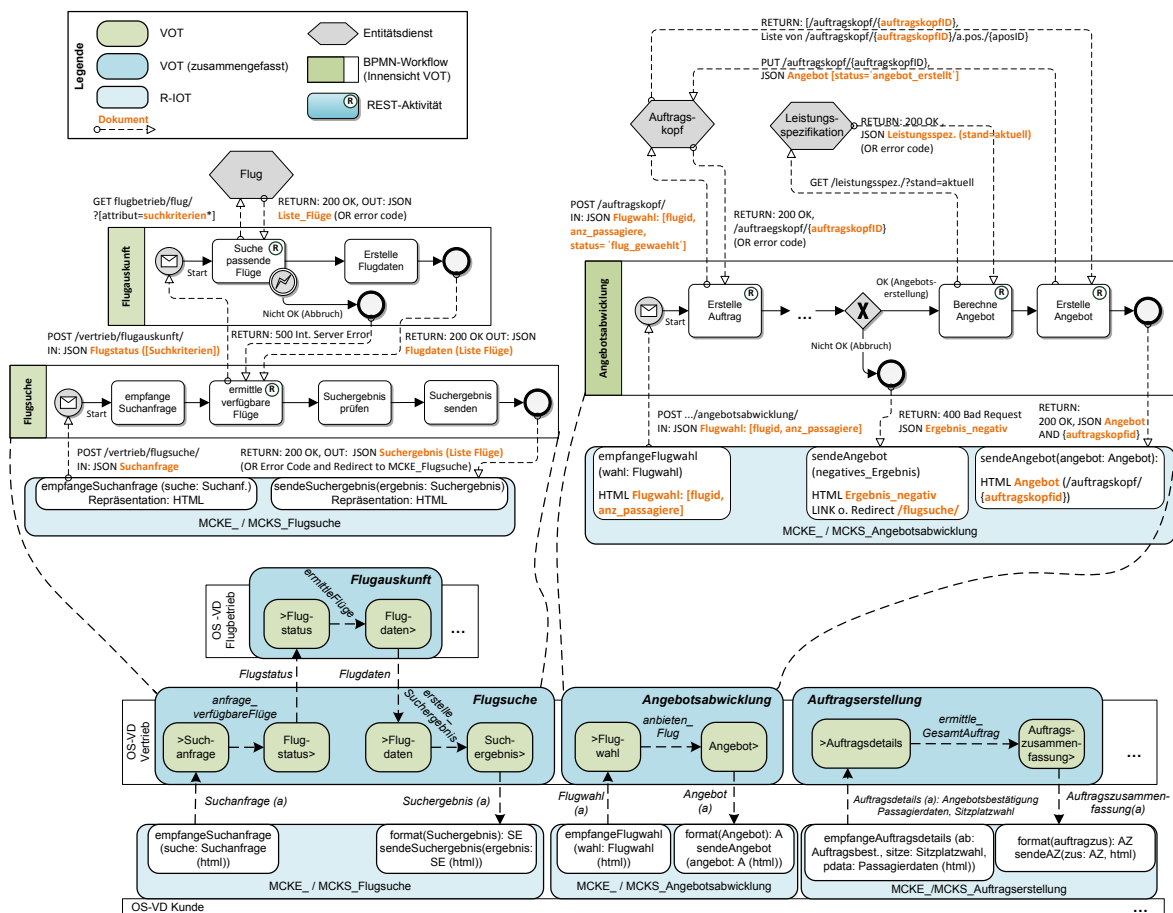 Legende
VOT
VOT (zusammengefasst)
R-IOT
Dokument
Entitätsdienst
BPMN-Workflow
(Innensicht VOT)
R
REST-Aktivität
Flug
GET flugbetrieb/flug/
?[attribut=suchkriterien*]
RETURN: 200 OK, OUT: JSON
Liste_Flüge (OR error code)
Flugauskunft
Start
Suche
passende
Flüge
R
Erstelle
Flugdaten
Nicht OK (Abbruch)
POST /vertrieb/flugauskunft/
IN: JSON Flugstatus ([Suchkriterien])
RETURN: 500 Int. Server Error
RETURN: 200 OK OUT: JSON
Flugdaten (Liste Flüge)
Flugsuche
Start
empfange
Suchanfrage
ermittle
verfügbare
Flüge
R
Suchergebnis
prüfen
Suchergebnis
senden
POST /vertrieb/flugsuche/
IN: JSON Suchanfrage
RETURN: 200 OK, OUT: JSON Suchergebnis (Liste Flüge)
(OR Error Code and Redirect to MCKE_Flugsuche)
empfangeSuchanfrage (suche: Suchanf.)
Repräsentation: HTML
sendeSuchergebnis(ergebnis: Suchergebnis)
Repräsentation: HTML
MCKE_ / MCKS_Flugsuche
RETURN: [/auftragskopf/{auftragskopfID},
Liste von /auftragskopf/{auftragskopfID}/a.pos./{aposID}
PUT /auftragskopf/{auftragskopfID},
JSON Angebot [status=`angebot_erstellt`]
Auftrags-
kopf
Leistungs-
spezifikation
RETURN: 200 OK ,
JSON Leistungsspez. (stand=aktuell)
(OR error code)
GET /leistungsspez./?stand=aktuell
POST /auftragskopf/
IN: JSON Flugwahl: [flugid,
anz_passagiere,
status= `flug_gewaehlt`]
RETURN: 200 OK,
/auftraegskopf/{auftragskopfID}
(OR error code)
Angebotsabwicklung
Start
Erstelle
Auftrag
R
...
X
OK (Angebots-
erstellung)
Nicht OK (Abbruch)
Berechne
Angebot
R
Erstelle
Angebot
R
POST .../angebotsabwicklung/
IN: JSON Flugwahl: [flugid, anz_passagiere]
RETURN: 400 Bad Request
JSON Ergebnis_negativ
RETURN:
200 OK, JSON Angebot
AND {auftragskopfid}
empfangeFlugwahl
(wahl: Flugwahl)
HTML Flugwahl: [flugid,
anz_passagiere]
sendeAngebot
(negatives_Ergebnis)
HTML Ergebnis_negativ
LINK o. Redirect /flugsuche/
sendeAngebot(angebot: Angebot):
HTML Angebot (/auftragskopf/
{auftragskopfid})
MCKE_ / MCKS_Angebotsabwicklung
OS -VD
Flugbetrieb
Flugauskunft
>Flug-
status
ermittleFlüge
Flug-
daten>
...
Flugstatus
Flugdaten
OS-VD
Vertrieb
Flugsuche
anfrage_
verfügbareFlüge
>Such-
anfrage
Flug-
status>
>Flug-
daten
erstelle_
Suchergebnis
Such-
ergebnis>
Angebotsabwicklung
>Flug-
wahl
anbieten_
Flug
Angebot>
Auftragserstellung
>Auftragsdetails
ermittle_
GesamtAuftrag
Auftrags-
zusammen-
fassung>
...
Suchanfrage (a)
Suchergebnis (a)
Flugwahl
(a)
Angebot
(a)
Auftragsdetails (a): Angebotsbestätigung
Passagierdaten, Sitzplatzwahl
Auftragszusammen-
fassung(a)
empfangeSuchanfrage
(suche: Suchanfrage
(html))
format(Suchergebnis): SE
sendeSuchergebnis(ergebnis:
SE (html))
MCKE_ / MCKS_Flugsuche
empfangeFlugwahl
(wahl: Flugwahl
(html))
format(Angebot): A
sendeAngebot
(angebot: A (html))
MCKE_ / MCKS_Angebotsabwicklung
empfangeAuftragsdetails (ab:
Auftragsbest., sitze: Sitzplatzwahl,
pdata: Passagierdaten (html))
format(auftragzus): AZ
sendAZ(zus: AZ, html)
MCKE_/MCKS_Auftragserstellung
OS-VD Kunde
...